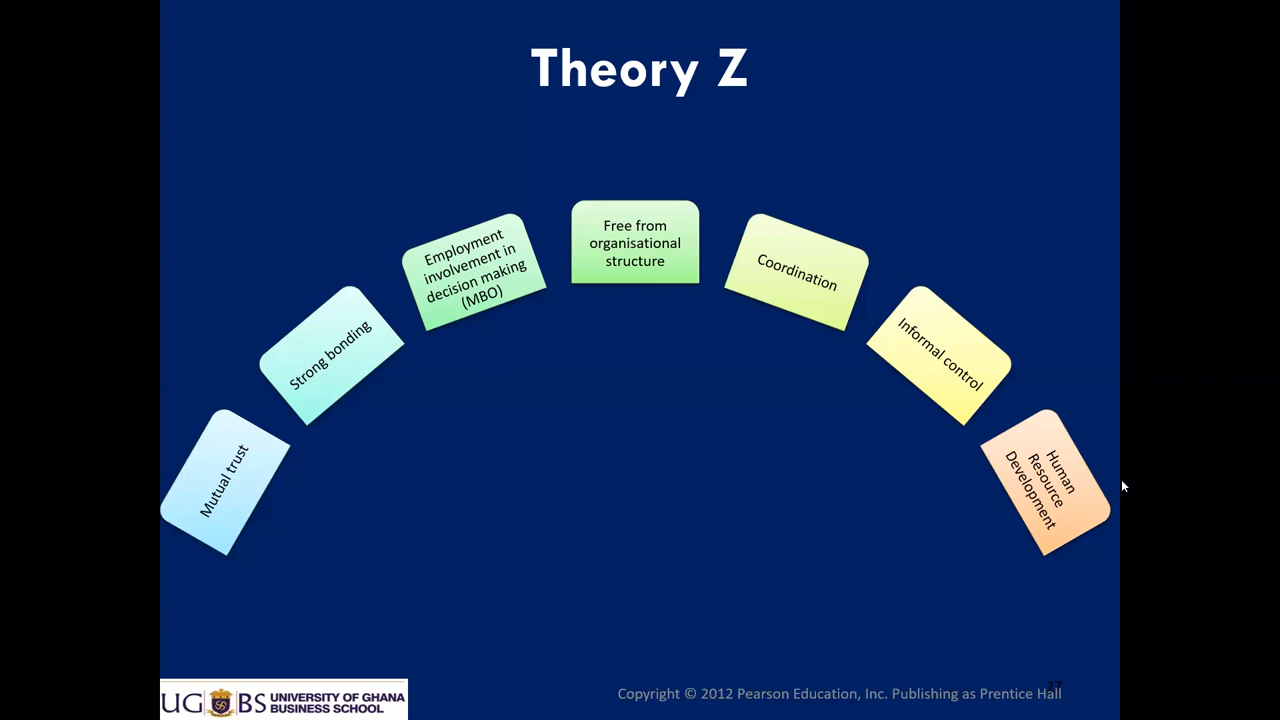 Theory Z
Mutual trust
Strong bonding
Employment
involvement in
decision making
(MBO)
Free from
organisational
structure
Coordination
Informal control
Human
Resource
Development
UG BS UNIVERSITY OF GHANA
BUSINESS SCHOOL
27
Copyright © 2012 Pearson Education, Inc. Publishing as Prentice Hall